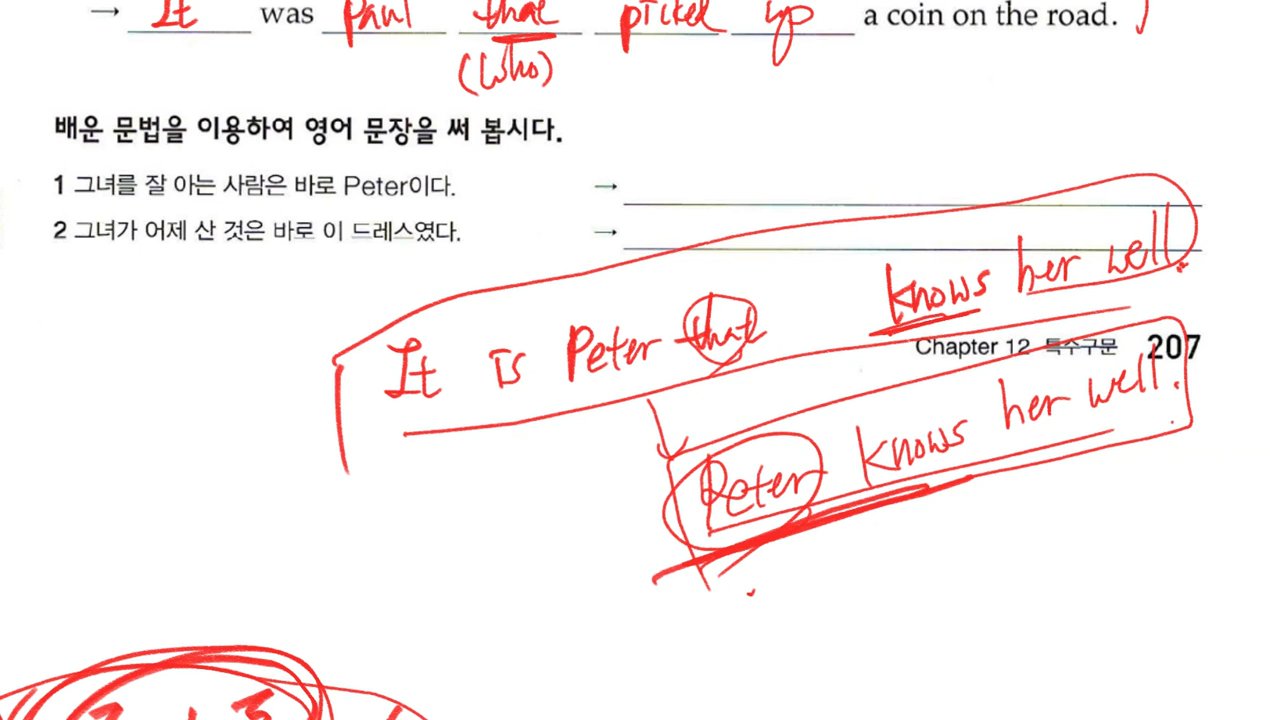 → It was Paul that picked up a coin on the road.
(Who)
배운 문법을 이용하여 영어 문장을 써 봅시다.
1 그녀를 잘 아는 사람은 바로 Peter이다. →
2 그녀가 어제 산 것은 바로 이 드레스였다. →
It is Peter that knows her well.
Chapter 12 특수구문 207
Peter knows her well.